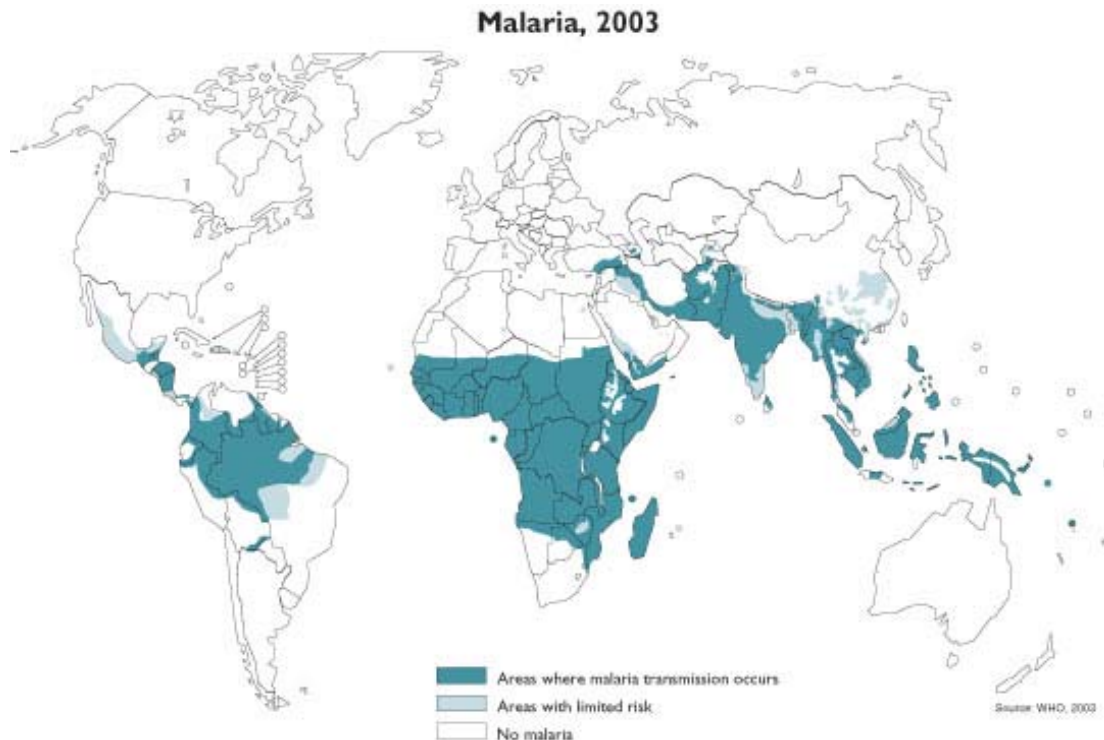 Malaria, 2003
Areas where malaria transmission occurs
Areas with limited risk
No malaria
Source: WHO, 2003